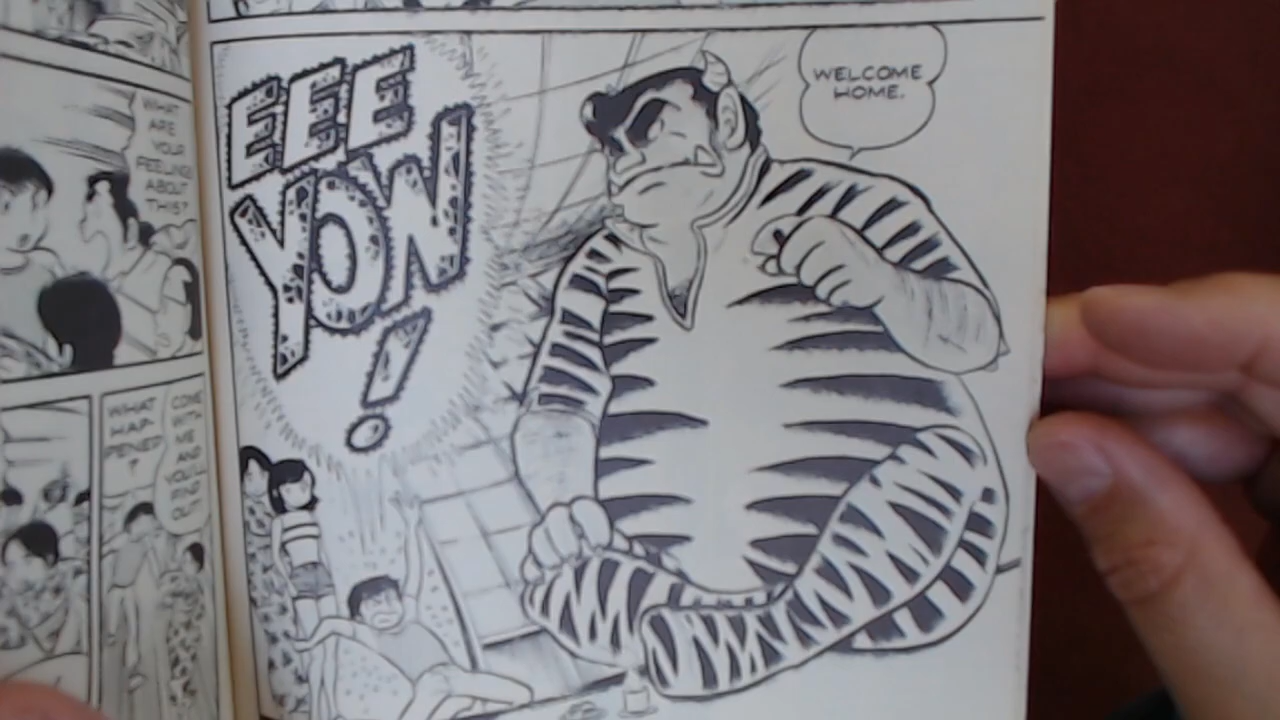 WHAT
ARE
YOUR
FEELINGS
ABOUT
THIS?
WHAT
HAP-
PENED
?
COME
WITH
ME
AND
YOU'LL
FIND
OUT!
EEE
YOW
!
WELCOME
HOME.